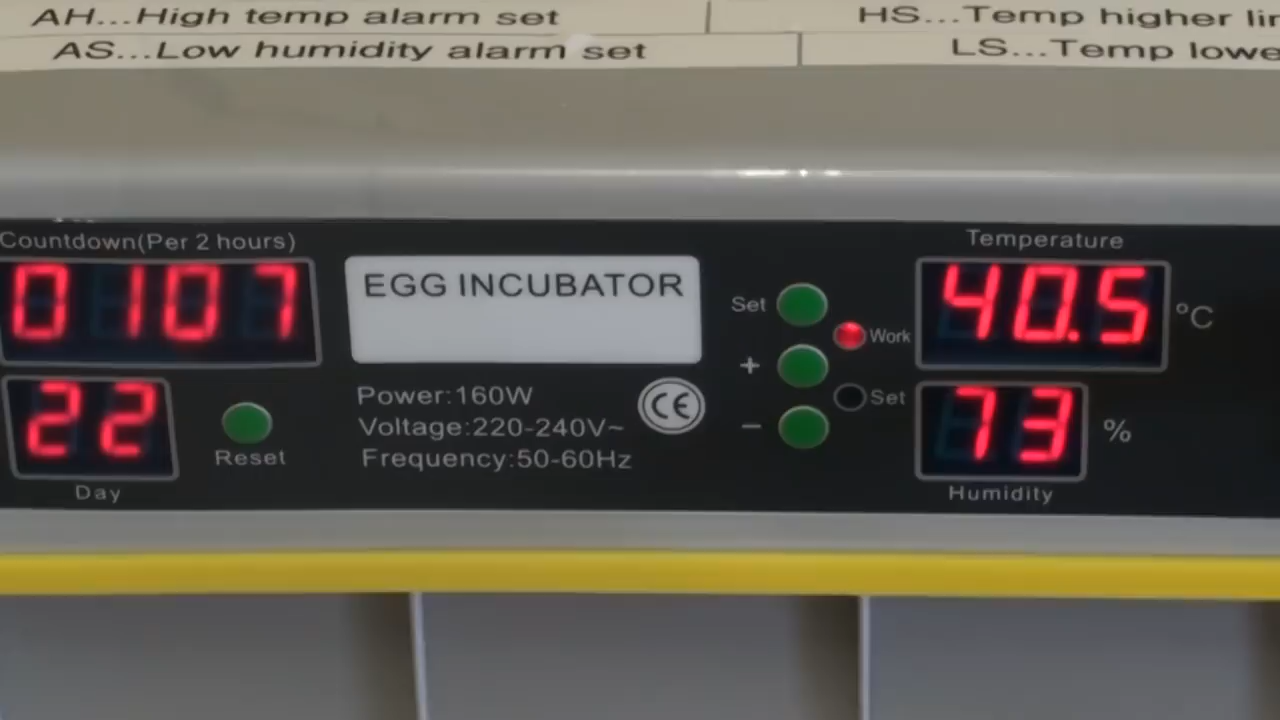 AH...High temp alarm set
HS...Temp higher
AS...Low humidity alarm set
LS...Temp
Countdown(Per 2 hours)
0107
22
Reset
Day
EGG INCUBATOR
Power:160W
Voltage:220-240V~
Frequency:50-60Hz
CE
Set
+
-
Work
Set
Temperature
40.5 °C
73 %
Humidity